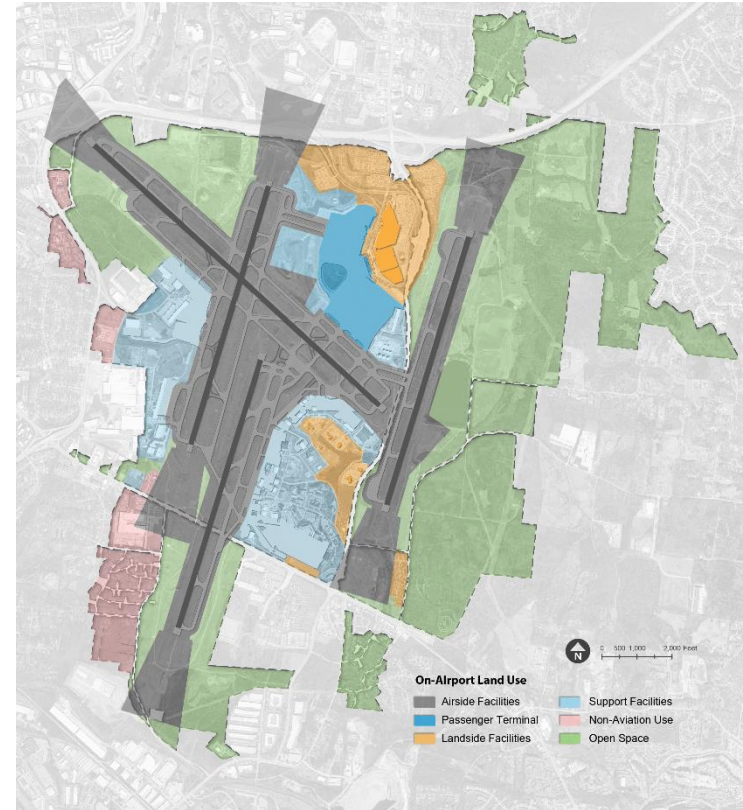 N
0 500 1,000 2,000 Feet
On-Airport Land Use
Airside Facilities
Passenger Terminal
Landside Facilities
Support Facilities
Non-Aviation Use
Open Space